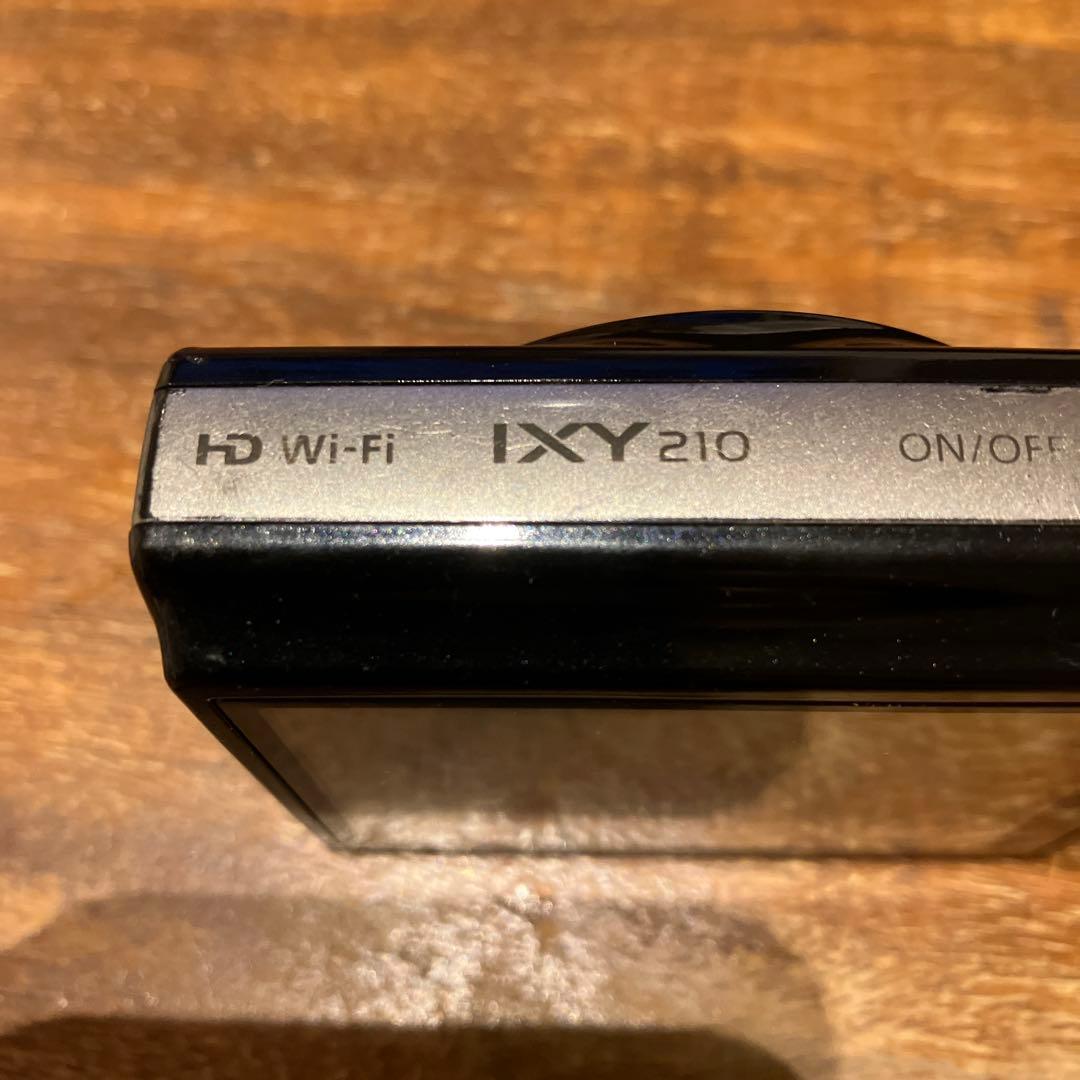 HD Wi-Fi IXY 210 ON/OFF